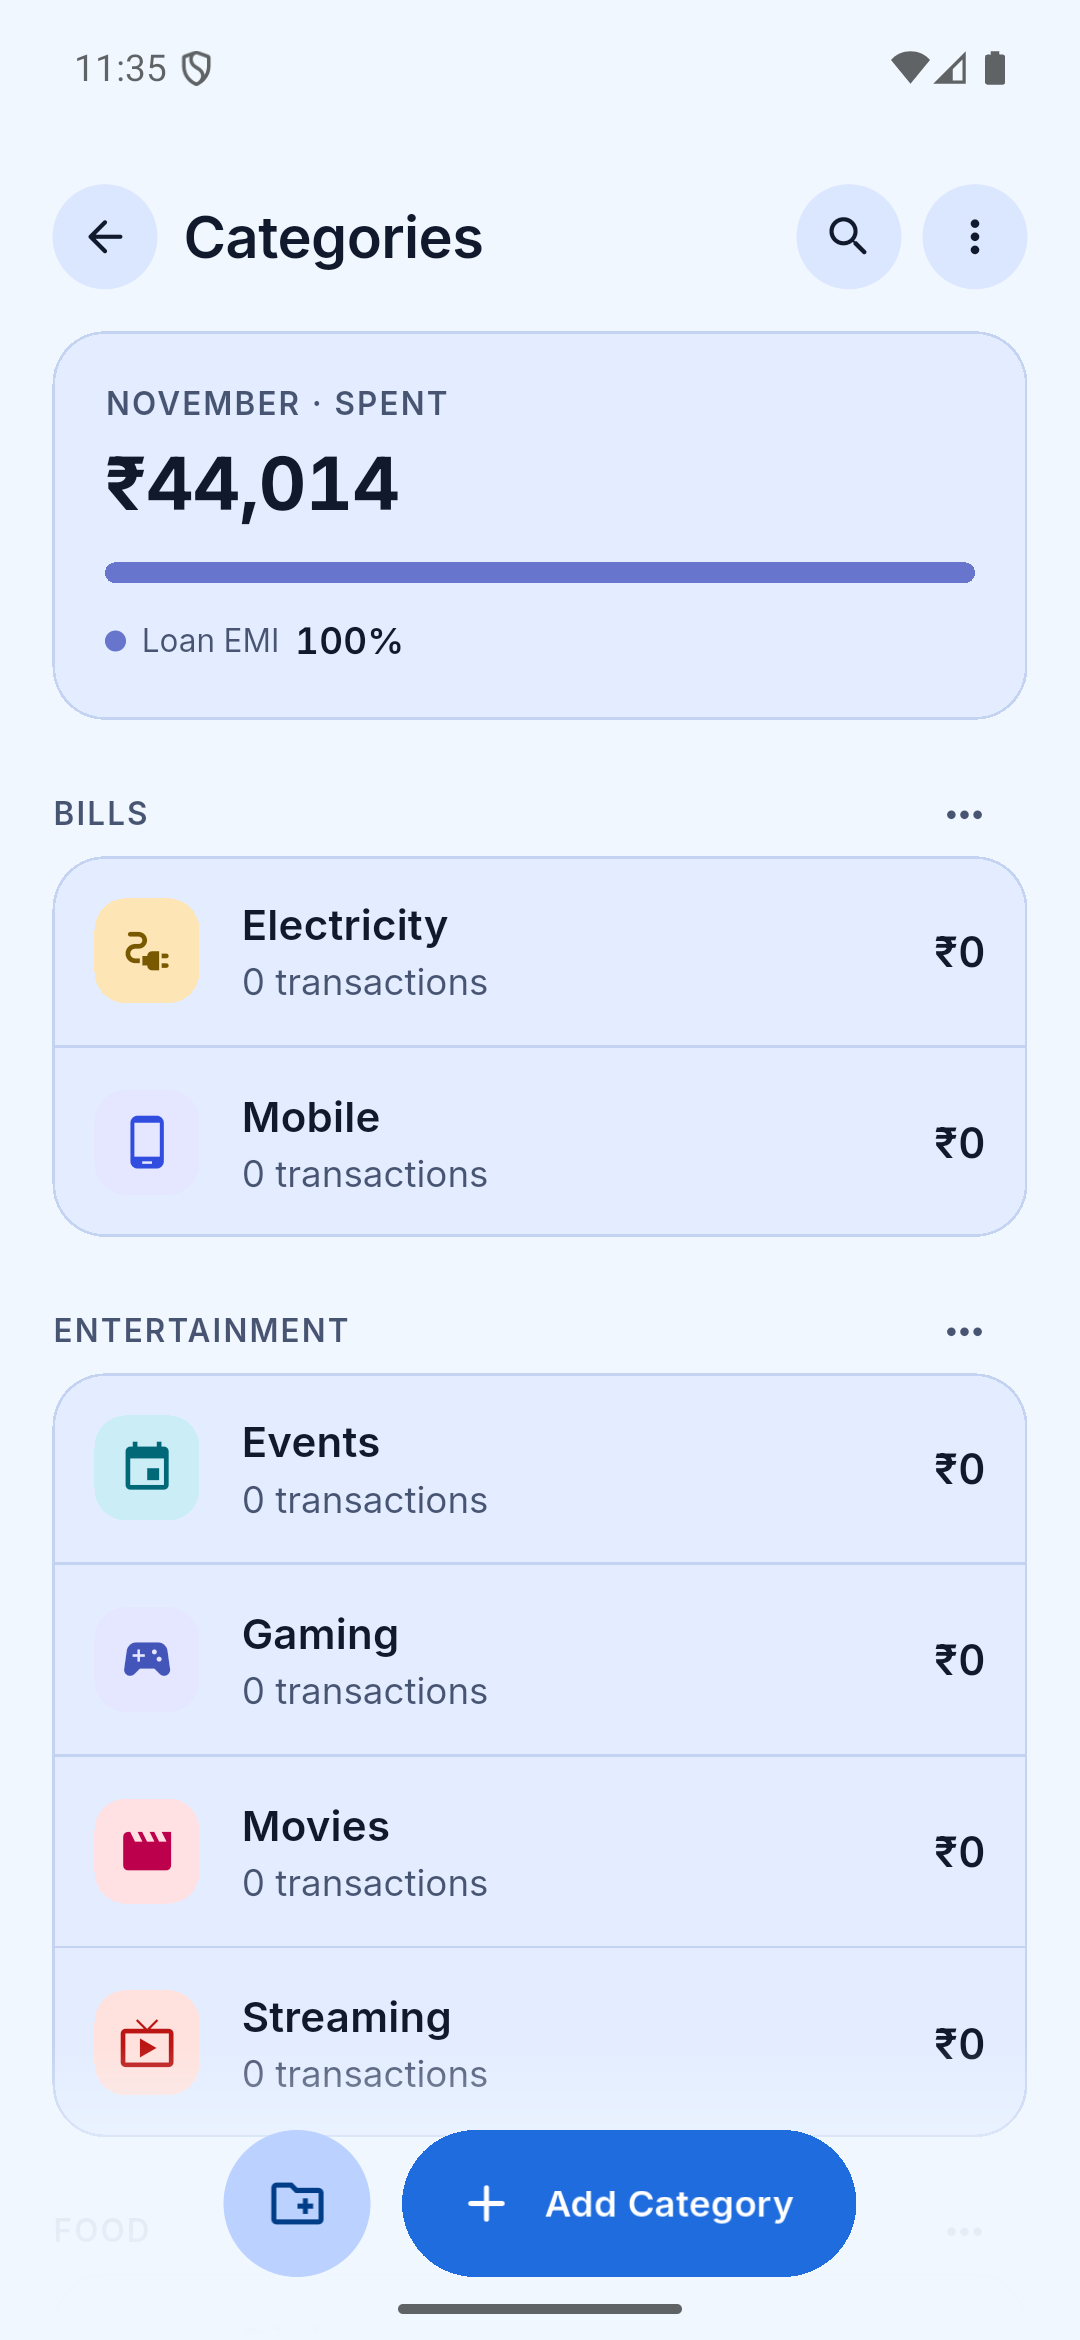 11:35
Categories
NOVEMBER · SPENT
₹44,014
Loan EMI 100%
BILLS
Electricity
0 transactions
₹0
Mobile
0 transactions
₹0
ENTERTAINMENT
Events
0 transactions
₹0
Gaming
0 transactions
₹0
Movies
0 transactions
₹0
Streaming
0 transactions
₹0
FOOD
Add Category